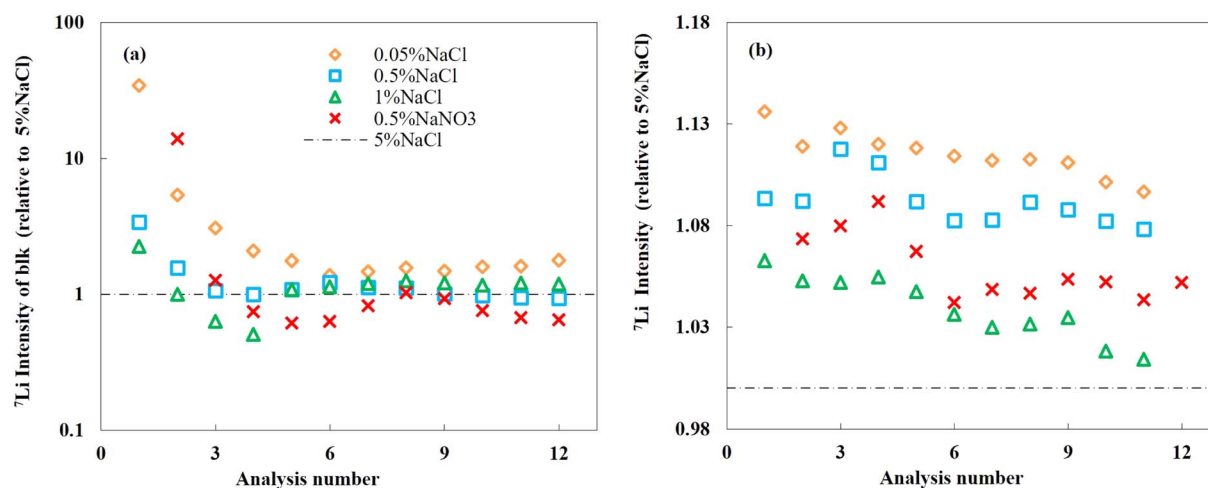 ⁷Li Intensity of blk (relative to 5%NaCl)
100
10
1
0.1
(a)
0.05%NaCl
0.5%NaCl
1%NaCl
0.5%NaNO3
5%NaCl
0 3 6 9 12
Analysis number
⁷Li Intensity (relative to 5%NaCl)
1.18
1.13
1.08
1.03
0.98
(b)
0 3 6 9 12
Analysis number